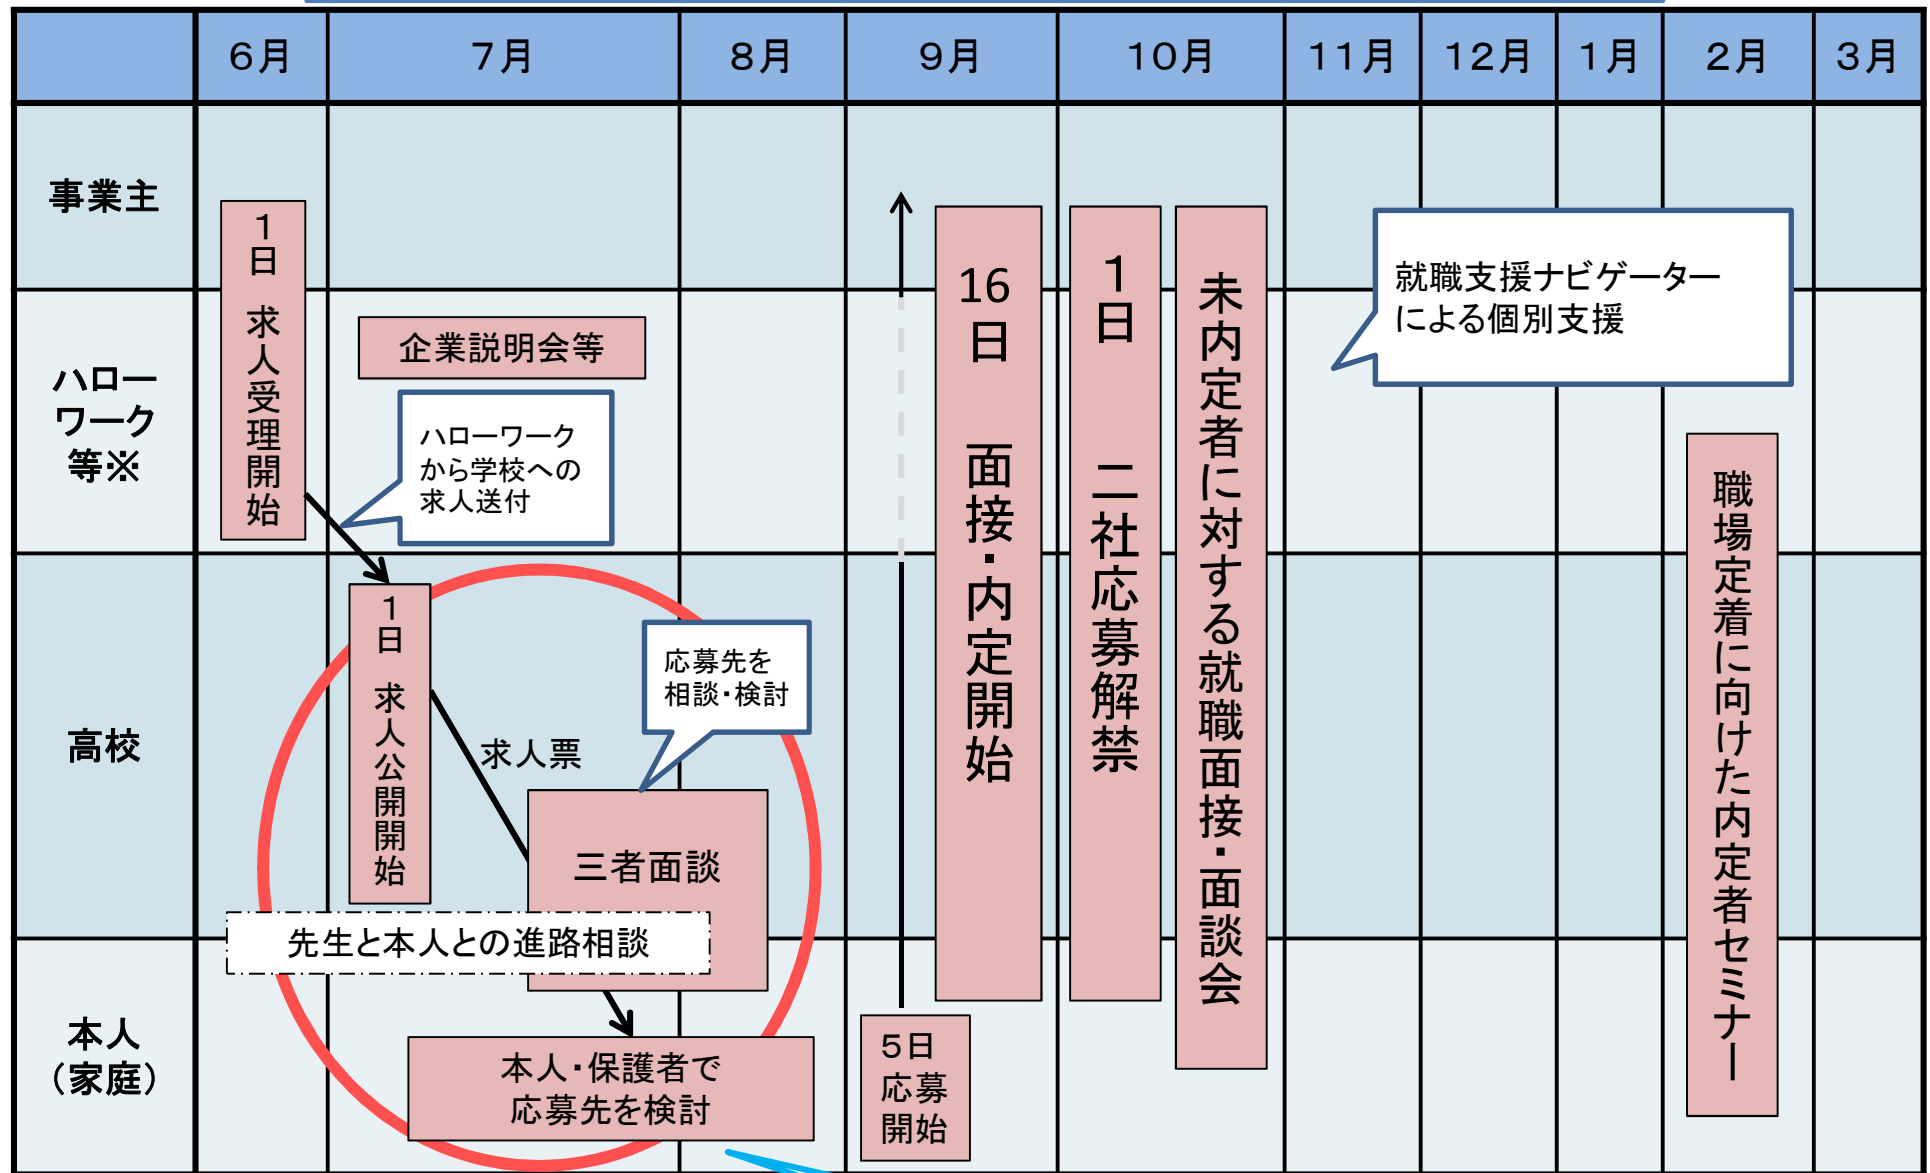 6月
7月
8月
9月
10月
11月
12月
1月
2月
3月
事業主
ハロー
ワーク
等※
高校
本人
（家庭）
1日 求人受理開始
企業説明会等
ハローワーク
から学校への
求人送付
1日 求人公開開始
求人票
応募先を
相談・検討
三者面談
先生と本人との進路相談
本人・保護者で
応募先を検討
5日
応募
開始
16日 面接・内定開始
1日 二社応募解禁
未内定者に対する就職面接・面談会
就職支援ナビゲーター
による個別支援
職場定着に向けた内定者セミナー